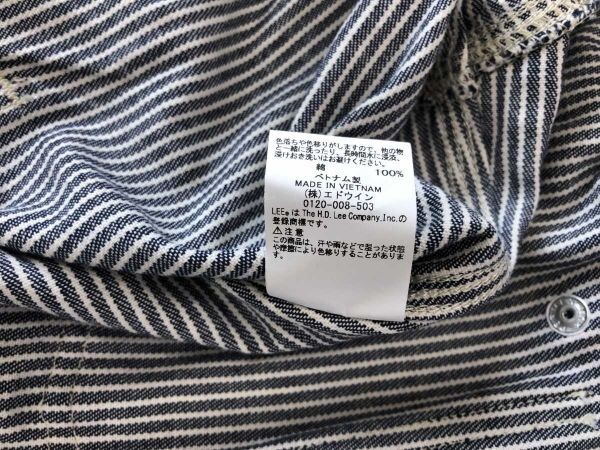 色落ちや色移りがしますので、他の物
と一緒に洗ったり、長時間水に浸漬、
漬けおき洗いはお避けください。
綿 100%
ベトナム製
MADE IN VIETNAM
(株)エドウイン
0120-008-503
LEE®は The H.D. Lee Company, Inc.の
登録商標です。
⚠注意
この商品は、汗や雨などで湿った状態
や摩擦により色移りすることがありま
す。